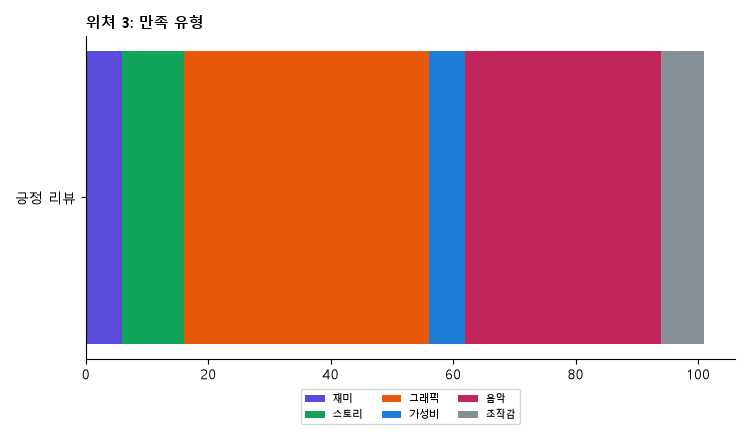 위쳐 3: 만족 유형
긍정 리뷰
0 20 40 60 80 100
재미 그래픽 음악
스토리 가성비 조작감